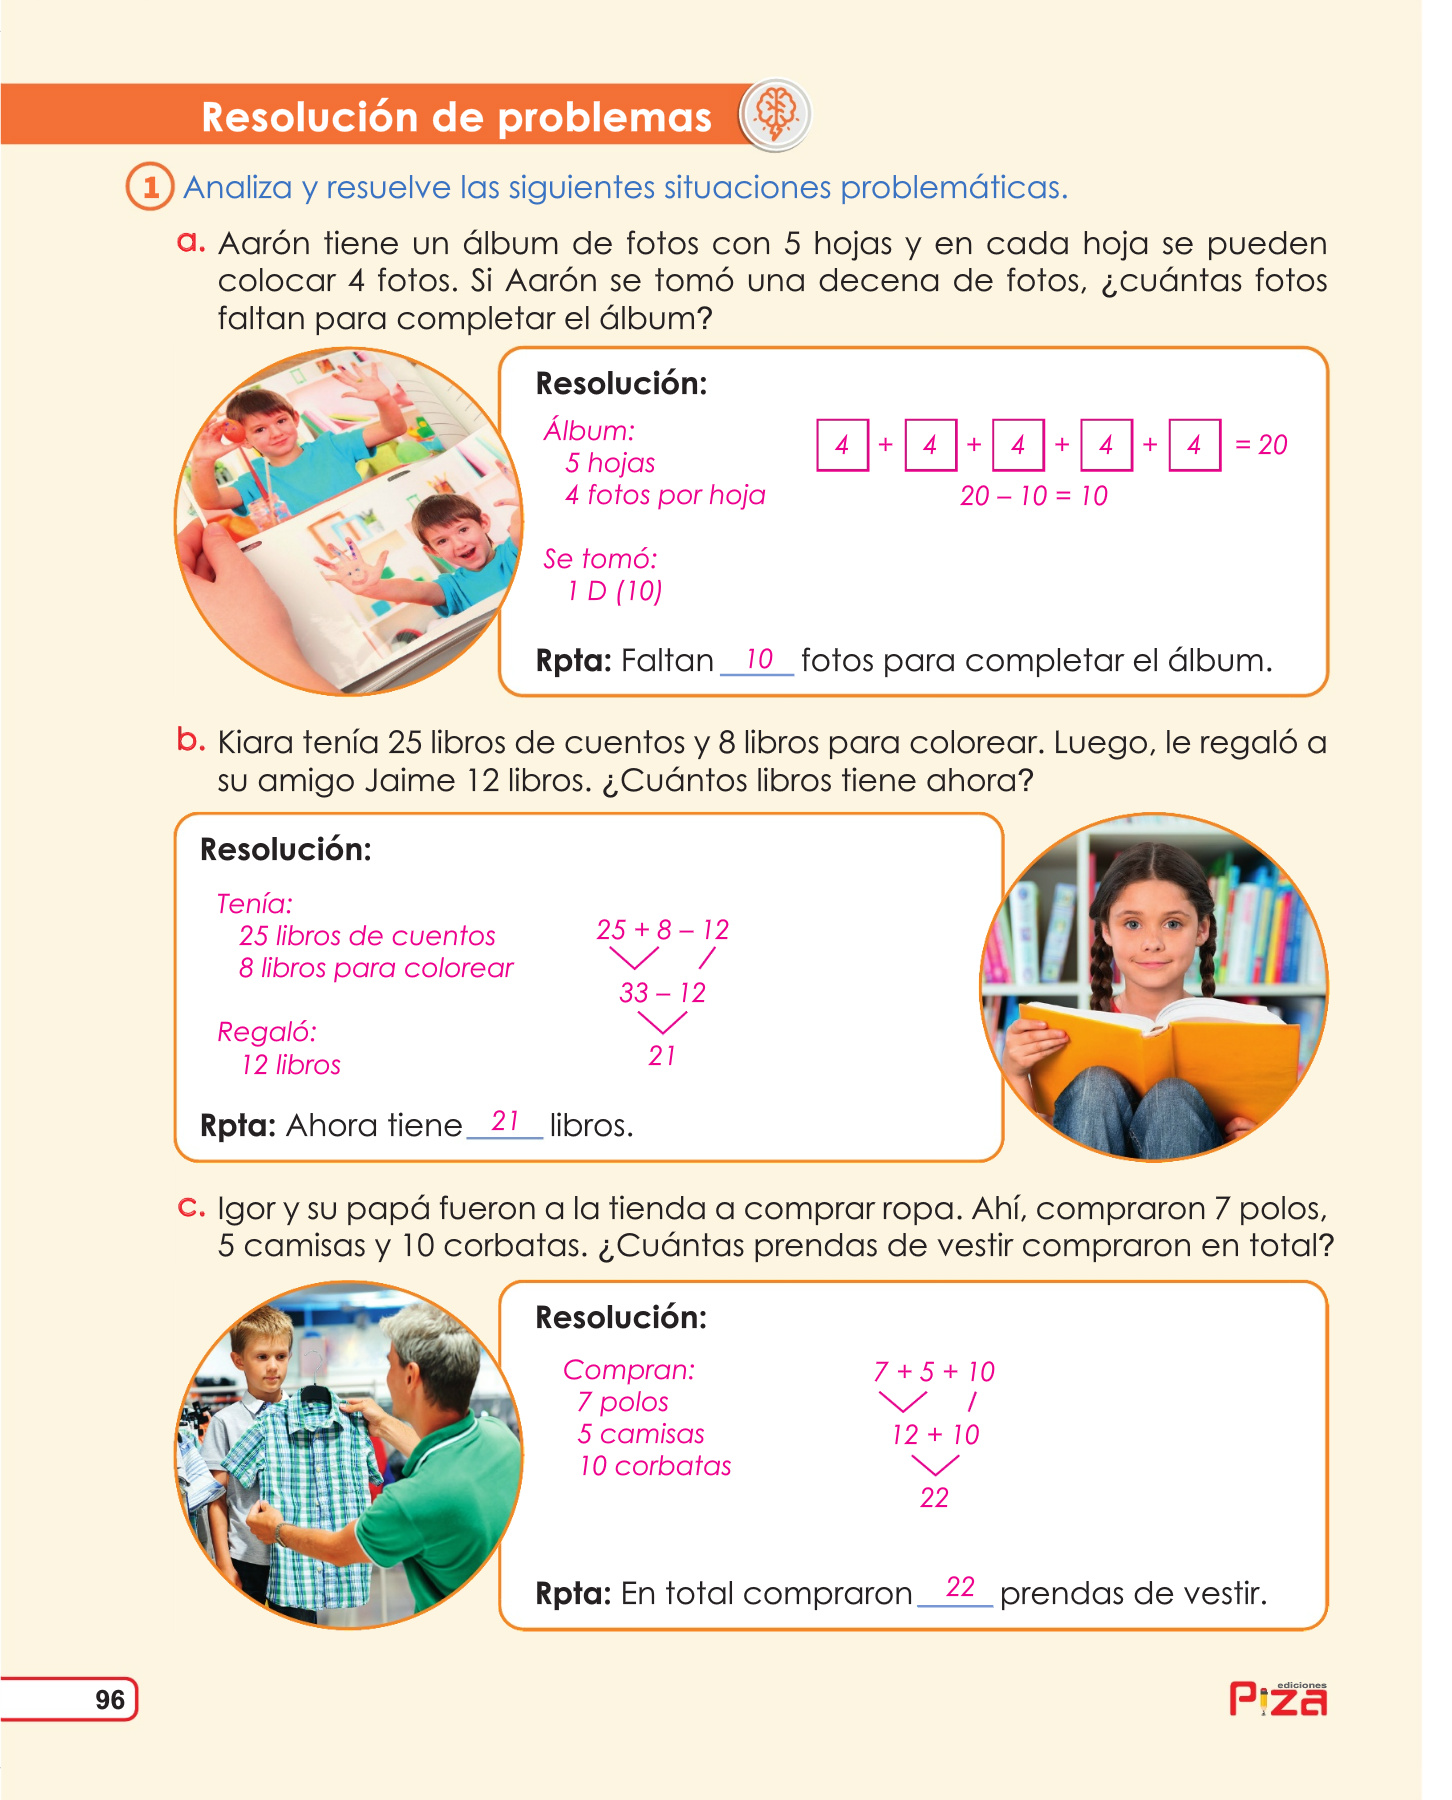 Resolución de problemas
1 Analiza y resuelve las siguientes situaciones problemáticas.
a. Aarón tiene un álbum de fotos con 5 hojas y en cada hoja se pueden
colocar 4 fotos. Si Aarón se tomó una decena de fotos, ¿cuántas fotos
faltan para completar el álbum?
Resolución:
Álbum:
5 hojas
4 fotos por hoja
4 + 4 + 4 + 4 + 4 = 20
20 – 10 = 10
Se tomó:
1 D (10)
Rpta: Faltan 10 fotos para completar el álbum.
b. Kiara tenía 25 libros de cuentos y 8 libros para colorear. Luego, le regaló a
su amigo Jaime 12 libros. ¿Cuántos libros tiene ahora?
Resolución:
Tenía:
25 libros de cuentos
8 libros para colorear
Regaló:
12 libros
25 + 8 – 12
33 – 12
21
Rpta: Ahora tiene 21 libros.
c. Igor y su papá fueron a la tienda a comprar ropa. Ahí, compraron 7 polos,
5 camisas y 10 corbatas. ¿Cuántas prendas de vestir compraron en total?
Resolución:
Compran:
7 polos
5 camisas
10 corbatas
7 + 5 + 10
12 + 10
22
Rpta: En total compraron 22 prendas de vestir.
96
ediciones
Piza